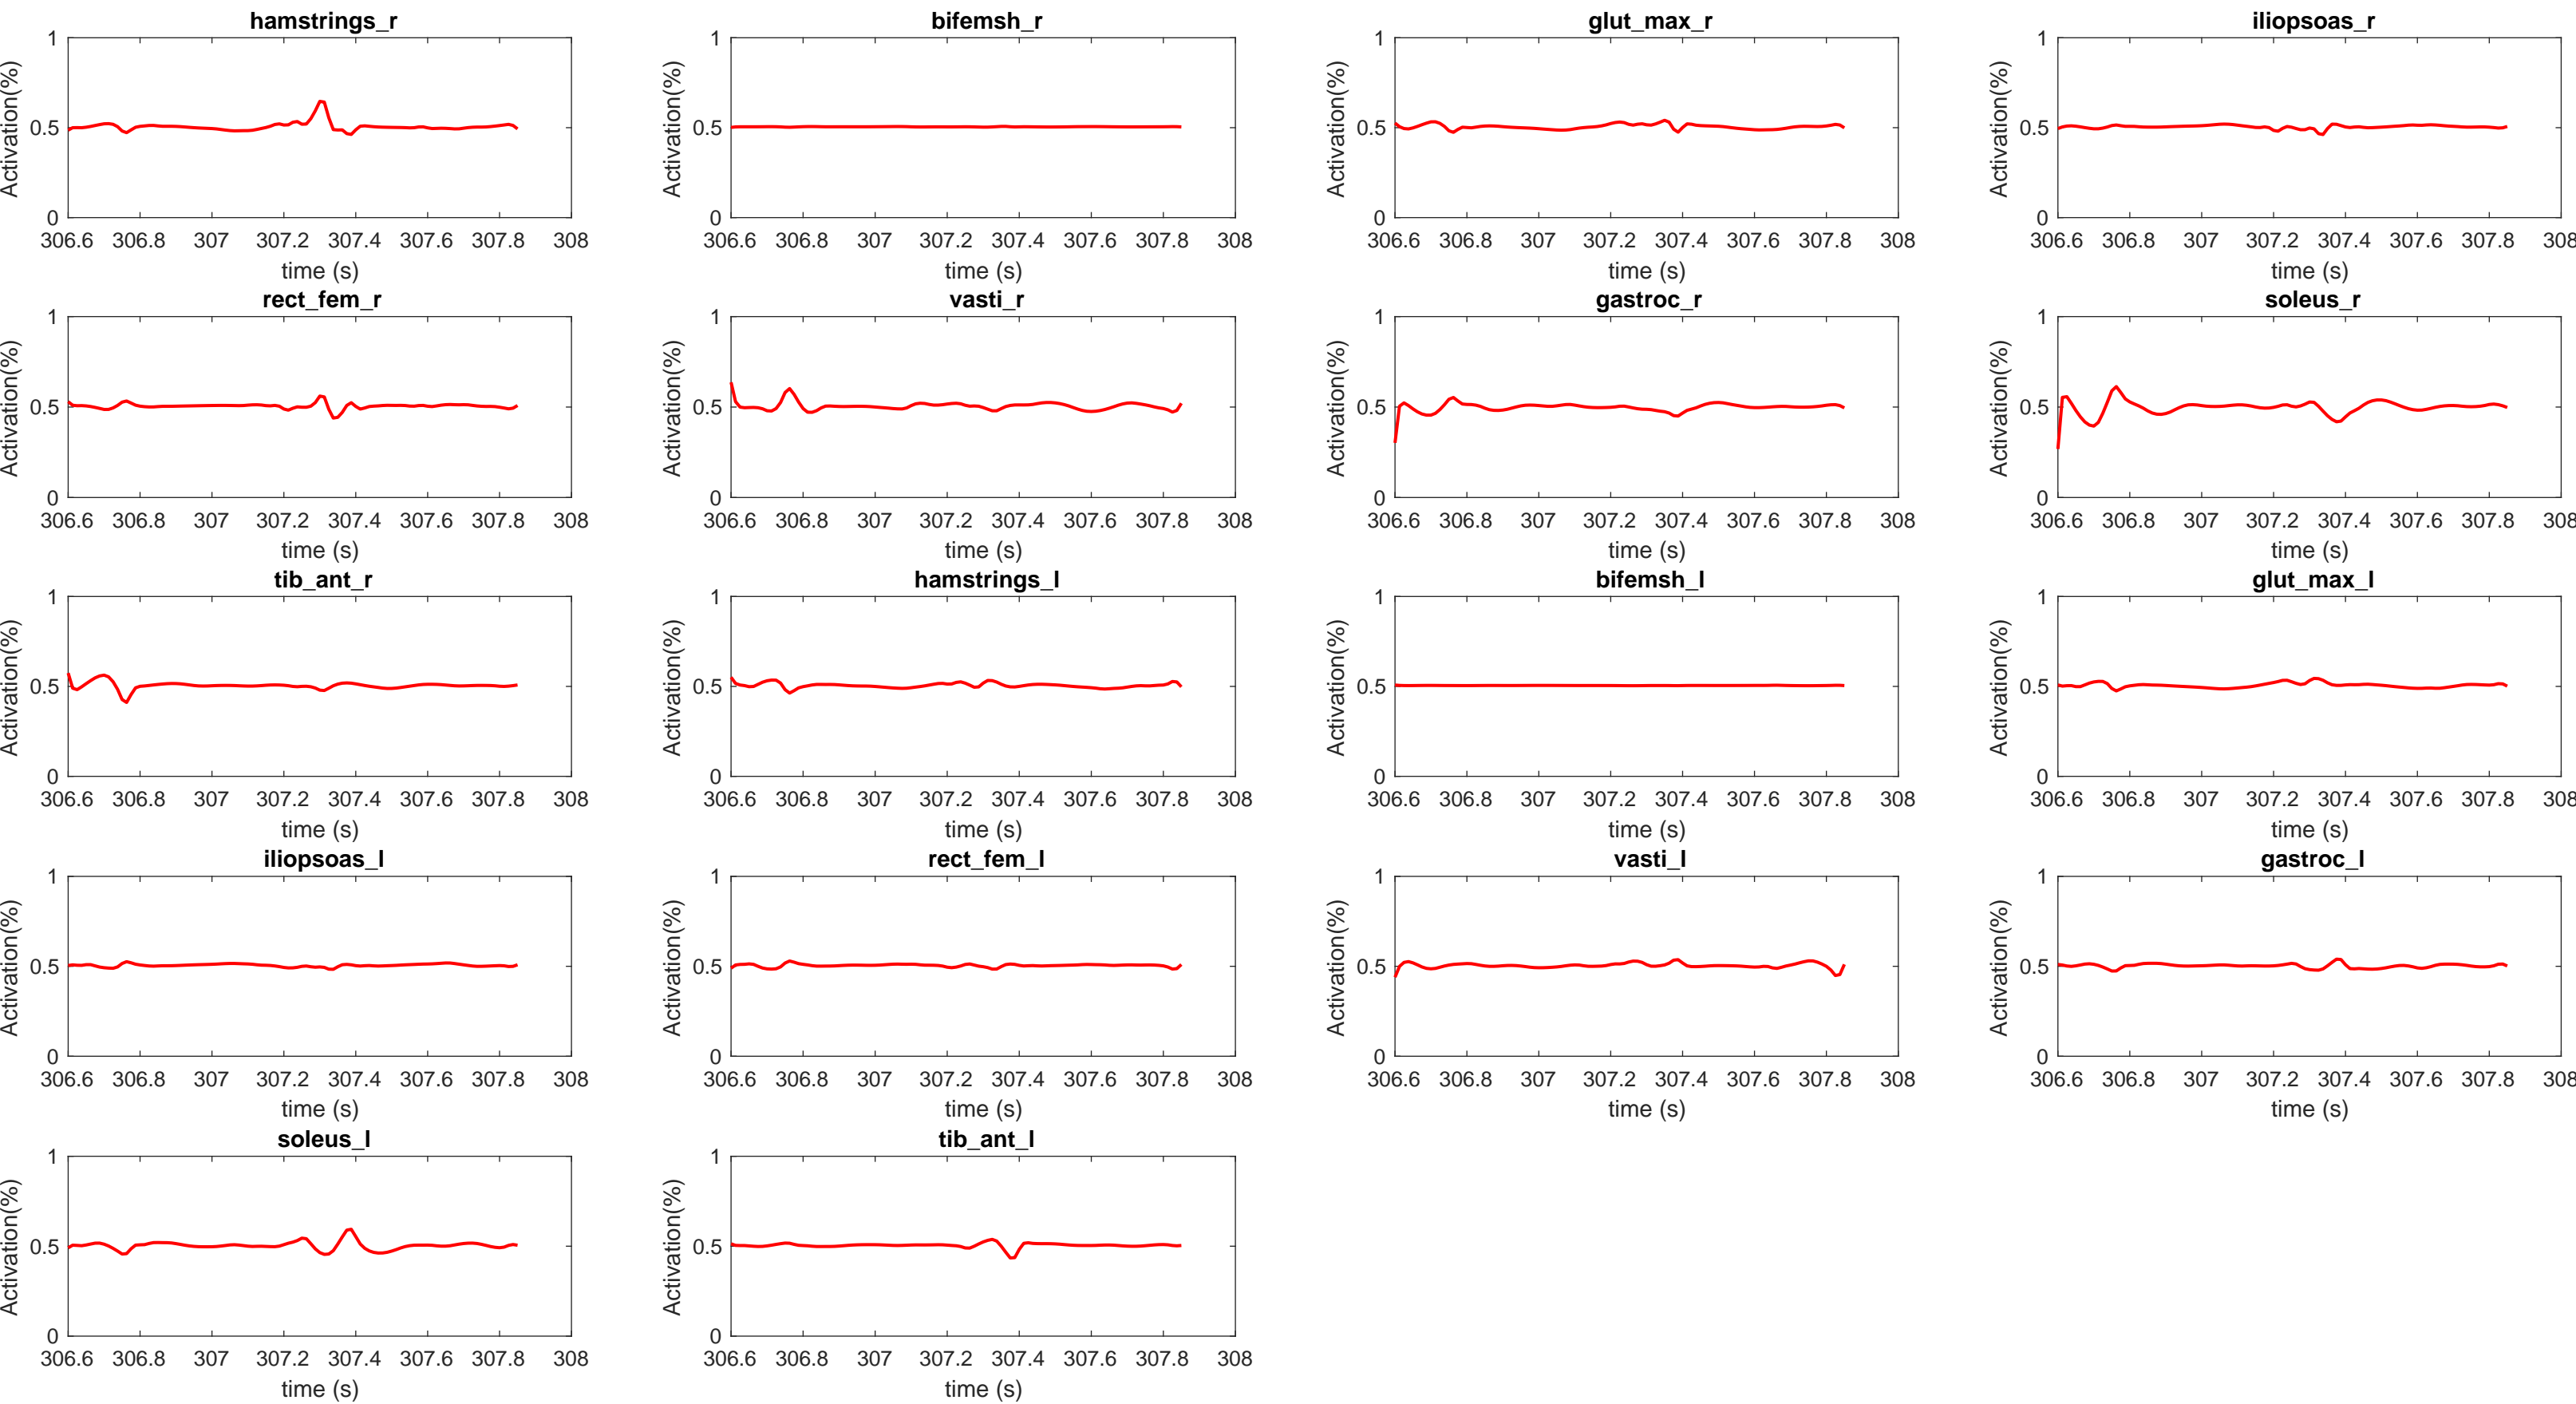 hamstrings_r bifemsh_r glut_max_r iliopsoas_r
1 1 1 1
Activation(%) Activation(%) Activation(%) Activation(%)
0.5 0.5 0.5 0.5
0 0 0 0
306.6 306.8 307 307.2 307.4 307.6 307.8 308 306.6 306.8 307 307.2 307.4 307.6 307.8 308 306.6 306.8 307 307.2 307.4 307.6 307.8 308 306.6 306.8 307 307.2 307.4 307.6 307.8 308
time (s) time (s) time (s) time (s)
rect_fem_r vasti_r gastroc_r soleus_r
1 1 1 1
Activation(%) Activation(%) Activation(%) Activation(%)
0.5 0.5 0.5 0.5
0 0 0 0
306.6 306.8 307 307.2 307.4 307.6 307.8 308 306.6 306.8 307 307.2 307.4 307.6 307.8 308 306.6 306.8 307 307.2 307.4 307.6 307.8 308 306.6 306.8 307 307.2 307.4 307.6 307.8 308
time (s) time (s) time (s) time (s)
tib_ant_r hamstrings_l bifemsh_l glut_max_l
1 1 1 1
Activation(%) Activation(%) Activation(%) Activation(%)
0.5 0.5 0.5 0.5
0 0 0 0
306.6 306.8 307 307.2 307.4 307.6 307.8 308 306.6 306.8 307 307.2 307.4 307.6 307.8 308 306.6 306.8 307 307.2 307.4 307.6 307.8 308 306.6 306.8 307 307.2 307.4 307.6 307.8 308
time (s) time (s) time (s) time (s)
iliopsoas_l rect_fem_l vasti_l gastroc_l
1 1 1 1
Activation(%) Activation(%) Activation(%) Activation(%)
0.5 0.5 0.5 0.5
0 0 0 0
306.6 306.8 307 307.2 307.4 307.6 307.8 308 306.6 306.8 307 307.2 307.4 307.6 307.8 308 306.6 306.8 307 307.2 307.4 307.6 307.8 308 306.6 306.8 307 307.2 307.4 307.6 307.8 308
time (s) time (s) time (s) time (s)
soleus_l tib_ant_l
1 1
Activation(%) Activation(%)
0.5 0.5
0 0
306.6 306.8 307 307.2 307.4 307.6 307.8 308 306.6 306.8 307 307.2 307.4 307.6 307.8 308
time (s) time (s)